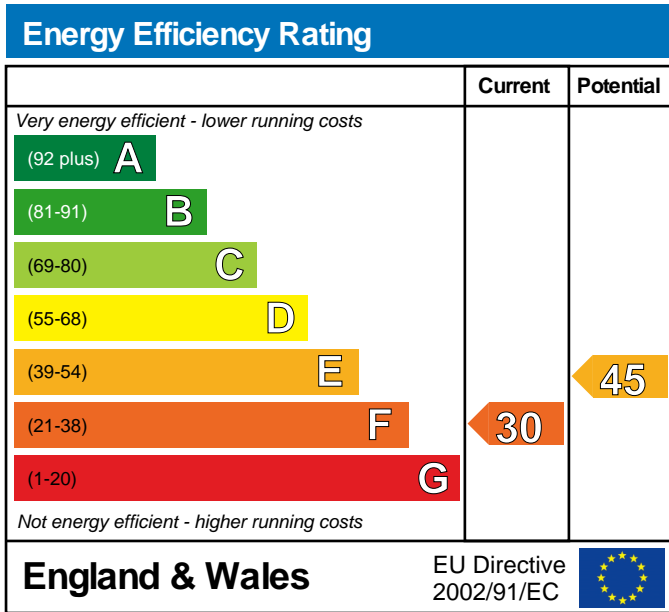 Energy Efficiency Rating
Current Potential
Very energy efficient - lower running costs
(92 plus) A
(81-91) B
(69-80) C
(55-68) D
(39-54) E 45
(21-38) F 30
(1-20) G
Not energy efficient - higher running costs
England & Wales
EU Directive
2002/91/EC